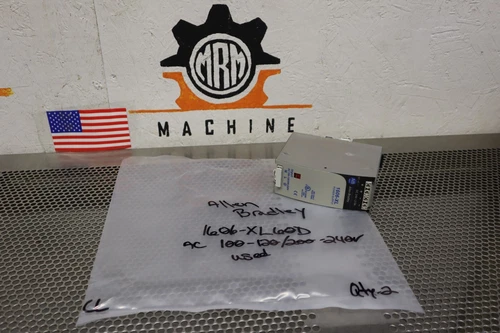 MRM
MACHINE
Allen
Bradley
1606-XL60D
AC 100-120/200-240V
used
CL
Qty-2